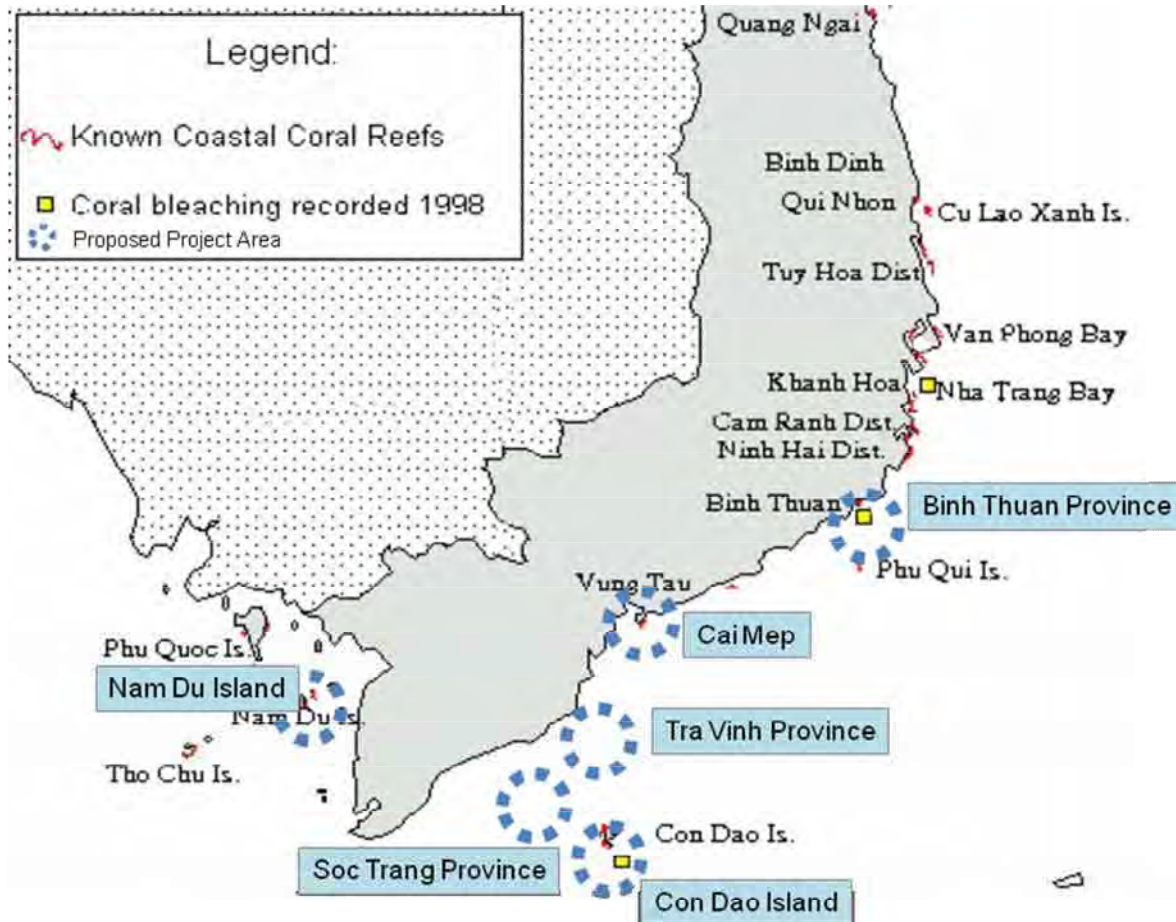 Legend:
Known Coastal Coral Reefs
Coral bleaching recorded 1998
Proposed Project Area
Quang Ngai
Binh Dinh
Qui Nhon
Cu Lao Xanh Is.
Tuy Hoa Dist
Van Phong Bay
Khanh Hoa
Nha Trang Bay
Cam Ranh Dist.
Ninh Hai Dist.
Binh Thuan
Binh Thuan Province
Phu Qui Is.
Vung Tau
Cai Mep
Phu Quoc Is.
Nam Du Island
Nam Du Is.
Tra Vinh Province
Tho Chu Is.
Con Dao Is.
Soc Trang Province
Con Dao Island